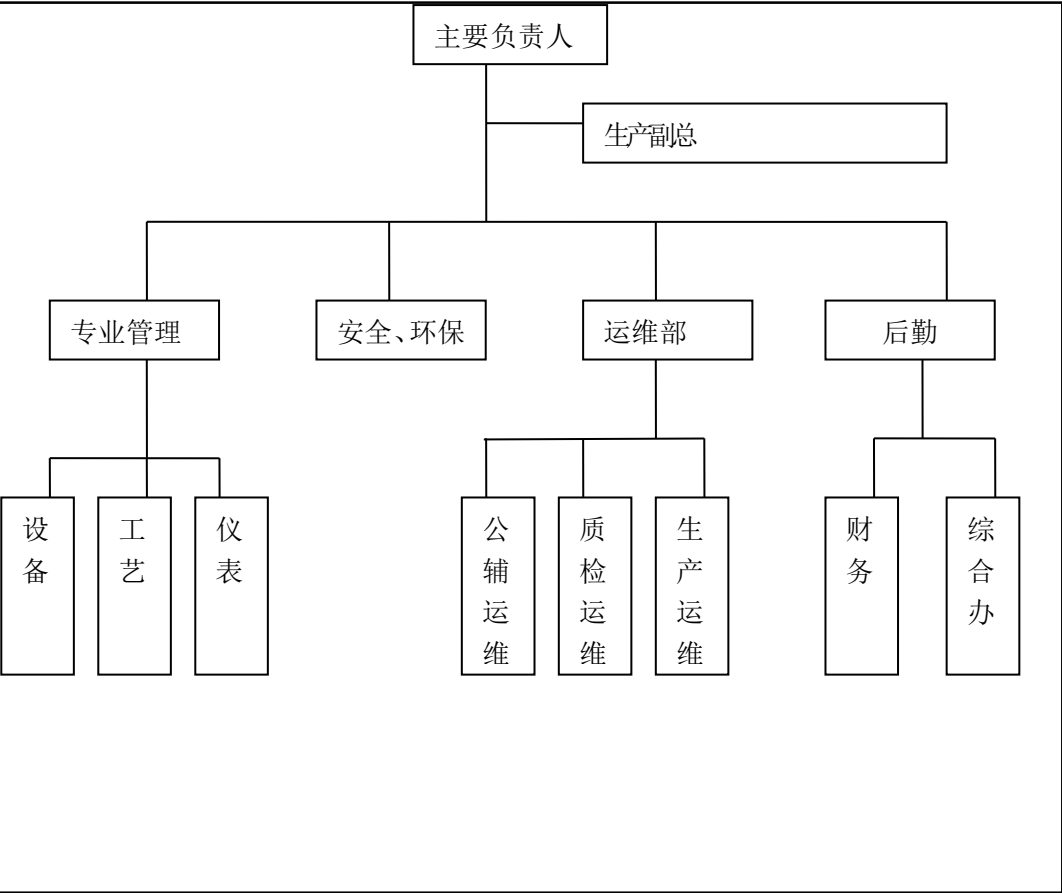 主要负责人
生产副总
专业管理
安全、环保
运维部
后勤
设备
工艺
仪表
公辅运维
质检运维
生产运维
财务
综合办